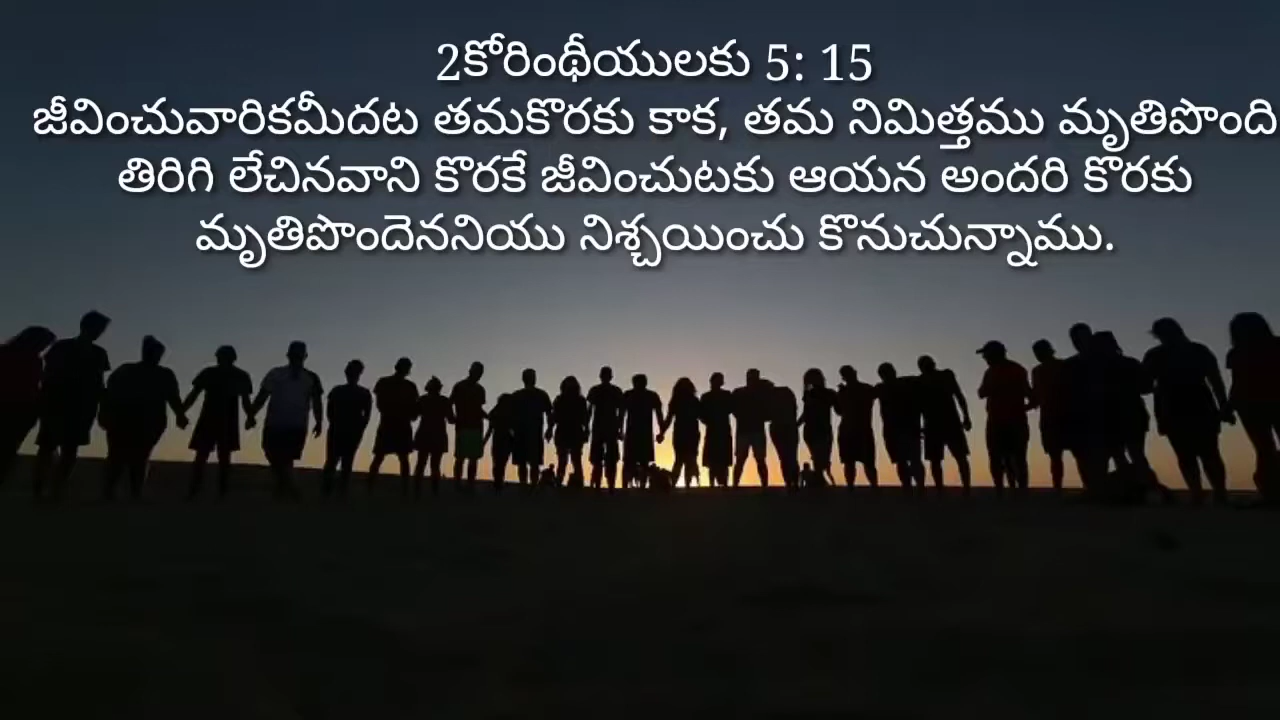 2కోరింథీయులకు 5: 15
జీవించువారికమీదట తమకొరకు కాక, తమ నిమిత్తము మృతిపొంది
తిరిగి లేచినవాని కొరకే జీవించుటకు ఆయన అందరి కొరకు
మృతిపొందెననియు నిశ్చయించు కొనుచున్నాము.